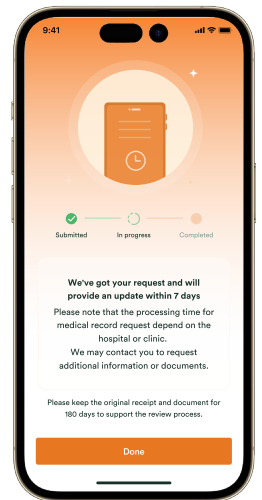 9:41
Submitted
In progress
Completed
We've got your request and will
provide an update within 7 days
Please note that the processing time for
medical record request depend on the
hospital or clinic.
We may contact you to request
additional information or documents.
Please keep the original receipt and document for
180 days to support the review process.
Done